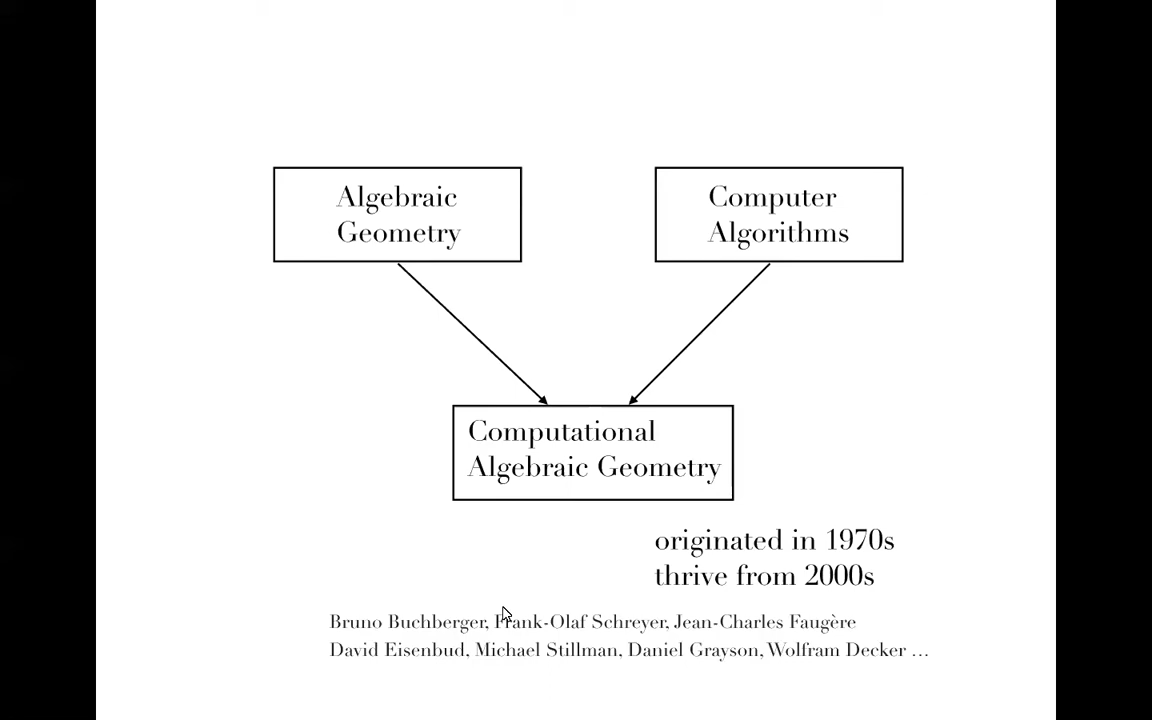 Algebraic
Geometry
Computer
Algorithms
Computational
Algebraic Geometry
originated in 1970s
thrive from 2000s
Bruno Buchberger, Frank-Olaf Schreyer, Jean-Charles Faugère
David Eisenbud, Michael Stillman, Daniel Grayson, Wolfram Decker …